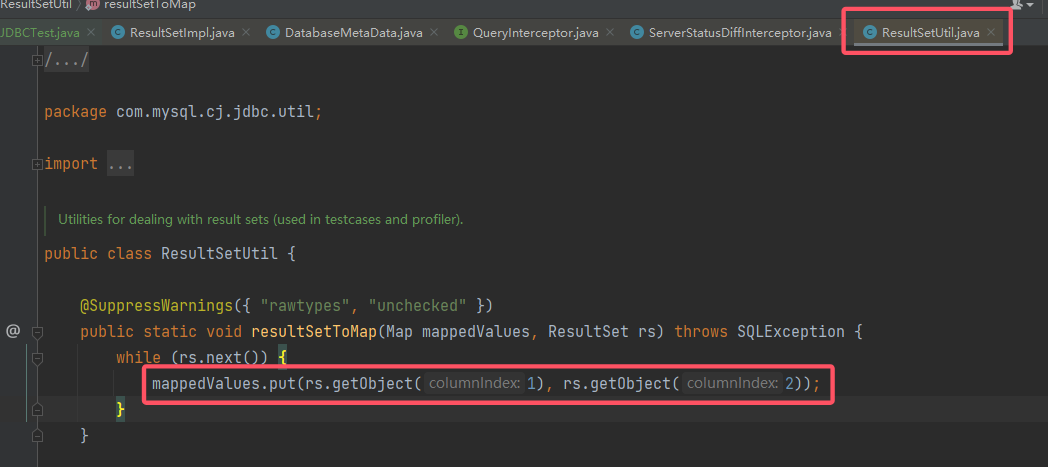 ResultSetUtil > m resultSetToMap
JDBCTest.java × C ResultSetImpl.java × C DatabaseMetaData.java × I QueryInterceptor.java × C ServerStatusDiffInterceptor.java × C ResultSetUtil.java ×
/.../
package com.mysql.cj.jdbc.util;
import ...
Utilities for dealing with result sets (used in testcases and profiler).
public class ResultSetUtil {
@SuppressWarnings({ "rawtypes", "unchecked" })
@ public static void resultSetToMap(Map mappedValues, ResultSet rs) throws SQLException {
while (rs.next()) {
mappedValues.put(rs.getObject( columnIndex: 1), rs.getObject( columnIndex: 2));
}
}